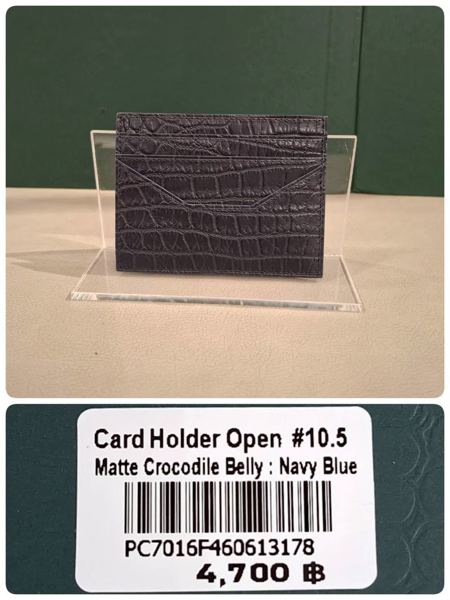 Card Holder Open #10.5
Matte Crocodile Belly : Navy Blue
PC7016F460613178
4,700 ฿